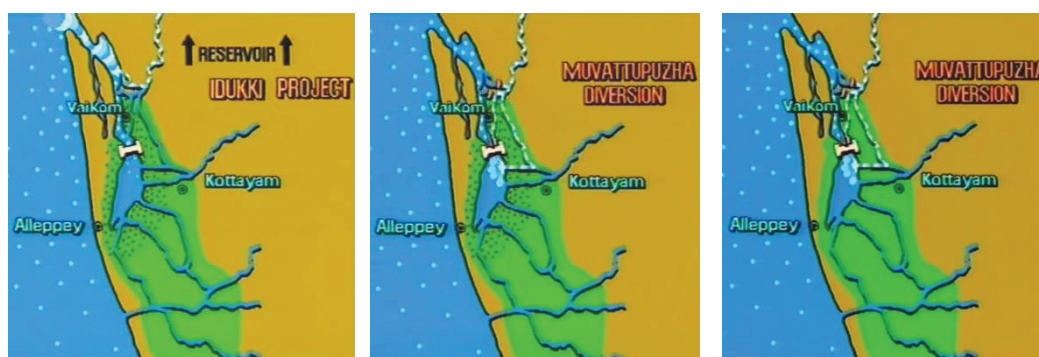 RESERVOIR
IDUKKI PROJECT
Vaikom
Kottayam
Alleppey
MUVATTUPUZHA
DIVERSION
Vaikom
Kottayam
Alleppey
MUVATTUPUZHA
DIVERSION
Vaikom
Kottayam
Alleppey